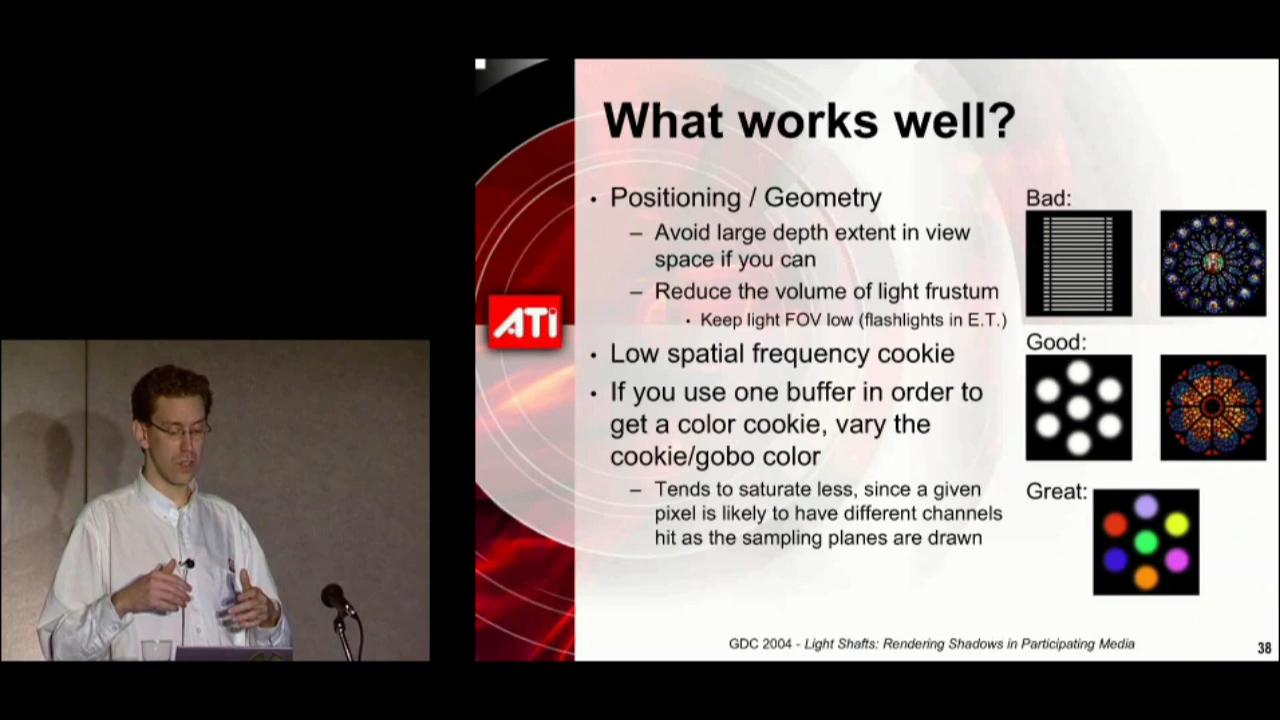 What works well?
• Positioning / Geometry
– Avoid large depth extent in view
space if you can
– Reduce the volume of light frustum
• Keep light FOV low (flashlights in E.T.)
• Low spatial frequency cookie
• If you use one buffer in order to
get a color cookie, vary the
cookie/gobo color
– Tends to saturate less, since a given
pixel is likely to have different channels
hit as the sampling planes are drawn
Bad:
Good:
Great:
ATi
GDC 2004 - Light Shafts: Rendering Shadows in Participating Media
38